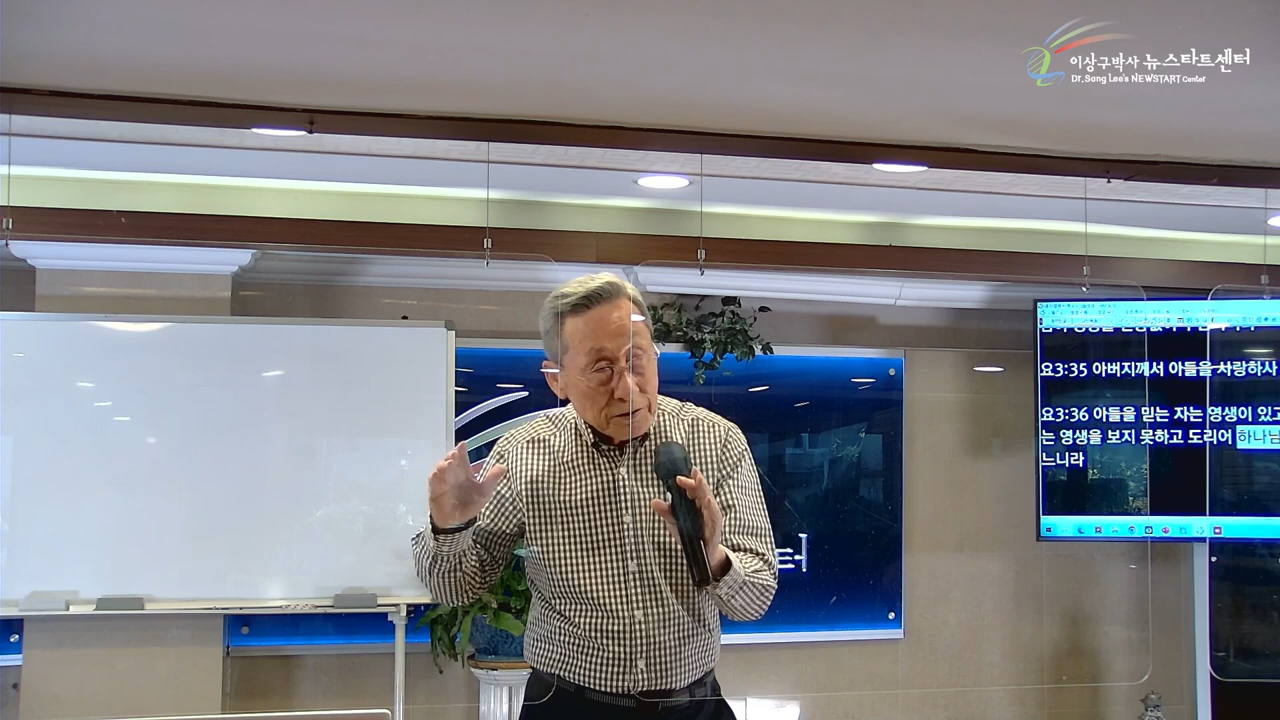 이상구박사 뉴스타트센터
Dr. Sang Lee's NEWSTART Center
요3:35 아버지께서 아들을 사랑하사
요3:36 아들을 믿는 자는 영생이 있고
는 영생을 보지 못하고 도리어 하나님
느니라
터